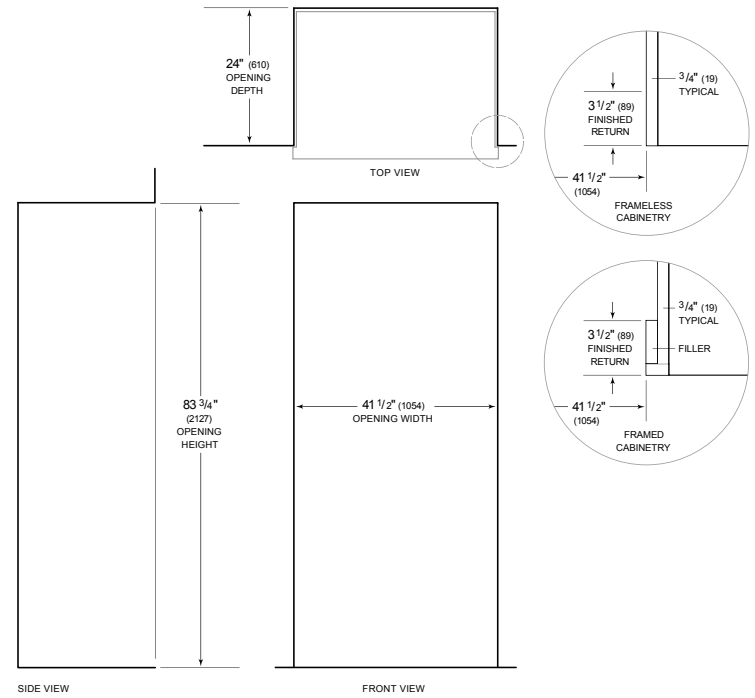 24" (610)
OPENING
DEPTH
TOP VIEW
3/4" (19)
TYPICAL
3 1/2" (89)
FINISHED
RETURN
41 1/2"
(1054)
FRAMELESS
CABINETRY
3/4" (19)
TYPICAL
3 1/2" (89)
FINISHED
RETURN
FILLER
41 1/2"
(1054)
FRAMED
CABINETRY
83 3/4"
(2127)
OPENING
HEIGHT
41 1/2" (1054)
OPENING WIDTH
SIDE VIEW
FRONT VIEW